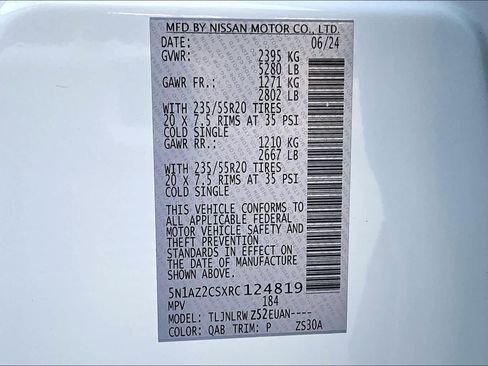 MFD BY NISSAN MOTOR CO., LTD.
DATE: 06/24
GVWR: 2395 KG
5280 LB
GAWR FR.: 1271 KG
2802 LB
WITH 235/55R20 TIRES
20 X 7.5 RIMS AT 35 PSI
COLD SINGLE
GAWR RR.: 1210 KG
2667 LB
WITH 235/55R20 TIRES
20 X 7.5 RIMS AT 35 PSI
COLD SINGLE
THIS VEHICLE CONFORMS TO
ALL APPLICABLE FEDERAL
MOTOR VEHICLE SAFETY AND
THEFT PREVENTION
STANDARDS IN EFFECT ON
THE DATE OF MANUFACTURE
SHOWN ABOVE.
5N1AZ2CSXRC124819
MPV 184
MODEL: TLJNLRW Z52EUAN----
COLOR: QAB TRIM: P ZS30A